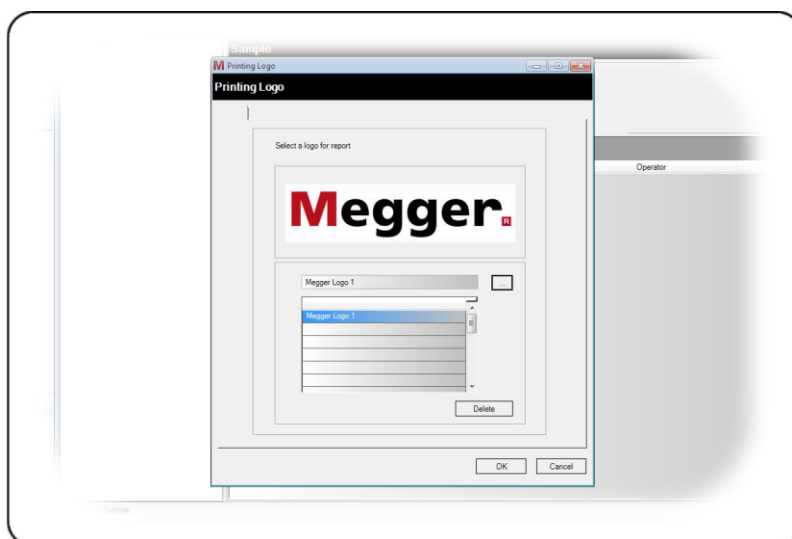 Sample
Printing Logo
Printing Logo
Select a logo for report
Megger
R
Megger Logo 1
...
Megger Logo 1
Delete
OK
Cancel
Operator
Settings